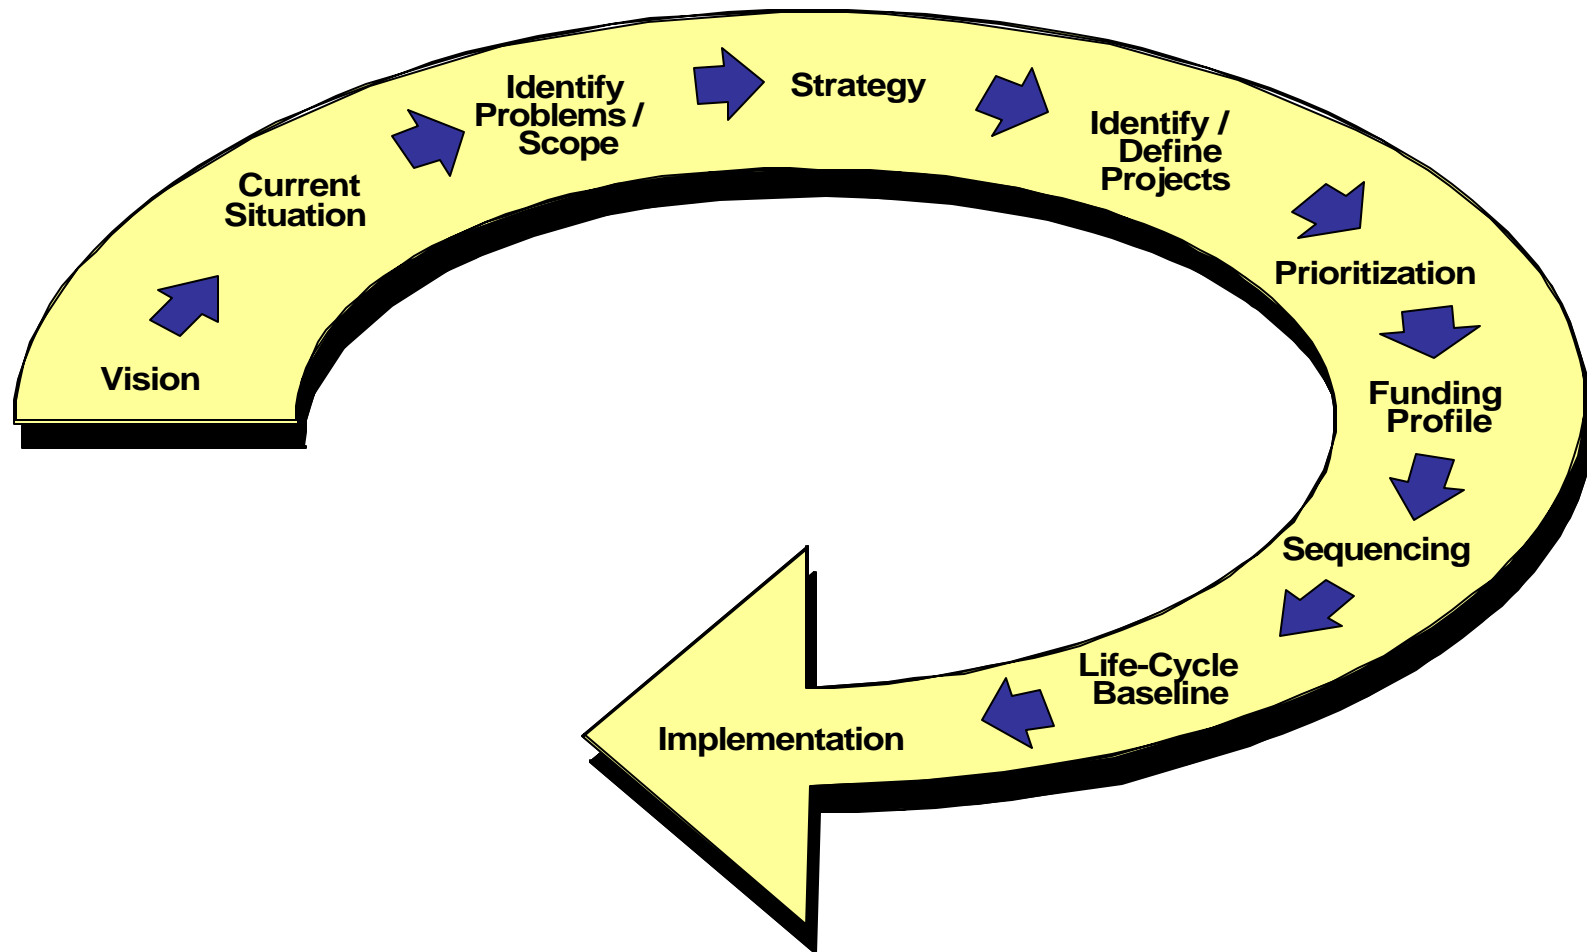 Vision
Current
Situation
Identify
Problems /
Scope
Strategy
Identify /
Define
Projects
Prioritization
Funding
Profile
Sequencing
Life-Cycle
Baseline
Implementation